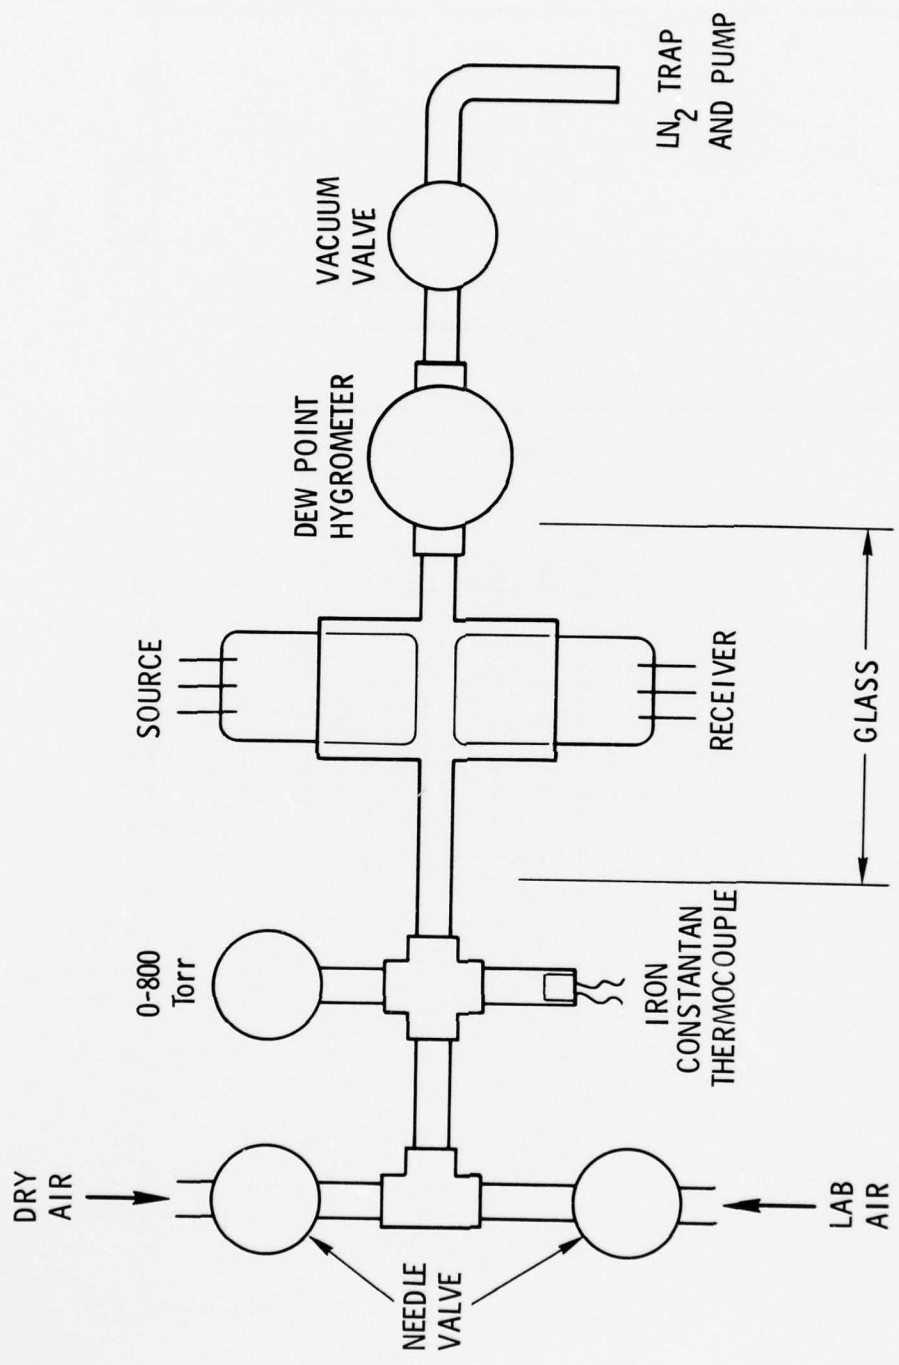 DRY
AIR
NEEDLE
VALVE
LAB
AIR
0-800
Torr
IRON
CONSTANTAN
THERMOCOUPLE
SOURCE
RECEIVER
GLASS
DEW POINT
HYGROMETER
VACUUM
VALVE
LN2 TRAP
AND PUMP